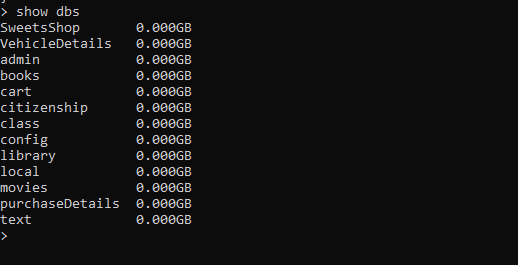 > show dbs
SweetsShop       0.000GB
VehicleDetails   0.000GB
admin            0.000GB
books            0.000GB
cart             0.000GB
citizenship      0.000GB
class            0.000GB
config           0.000GB
library          0.000GB
local            0.000GB
movies           0.000GB
purchaseDetails  0.000GB
text             0.000GB
>